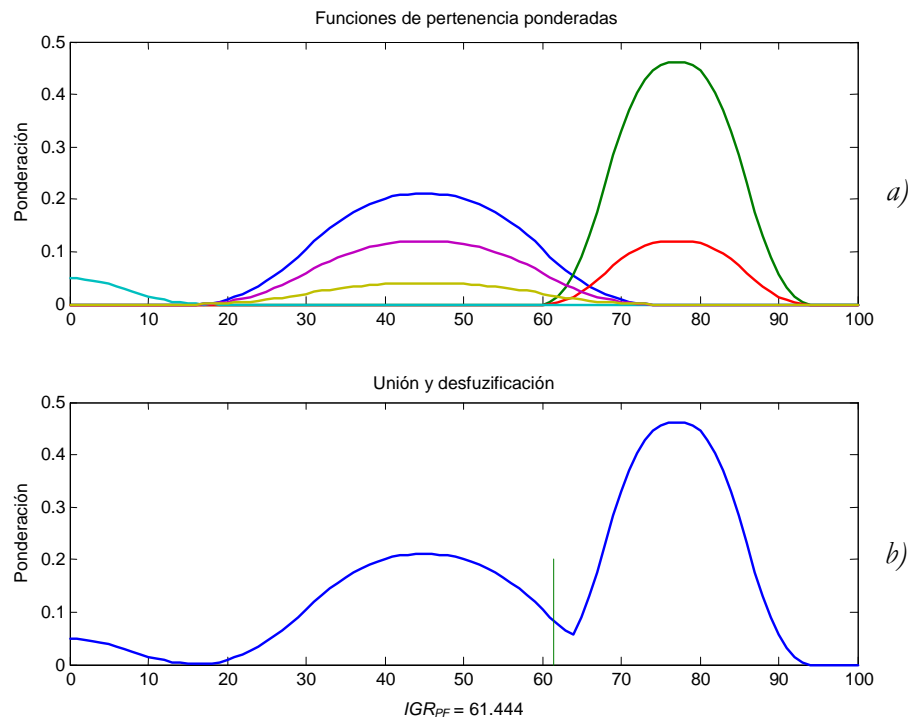 Funciones de pertenencia ponderadas
0.5
0.4
0.3
0.2
0.1
0
Ponderación
0 10 20 30 40 50 60 70 80 90 100
a)
Unión y desfuzificación
0.5
0.4
0.3
0.2
0.1
0
Ponderación
0 10 20 30 40 50 60 70 80 90 100
b)
IGR_PF = 61.444